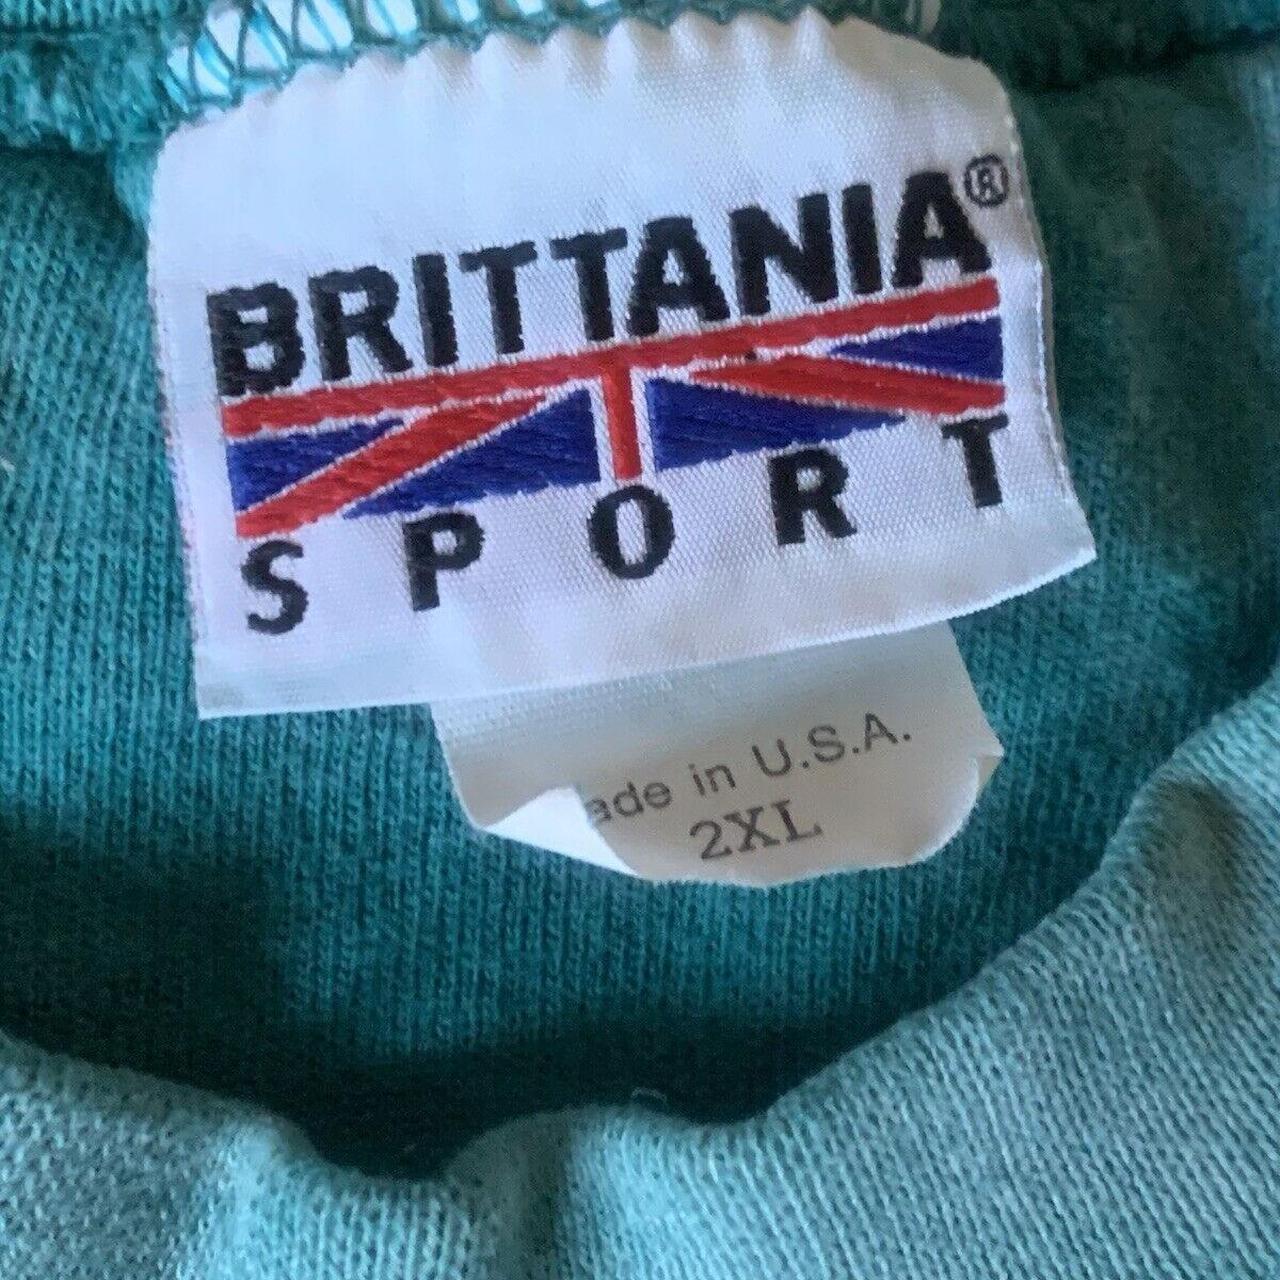 BRITTANIA®
SPORT
ade in U.S.A.
2XL